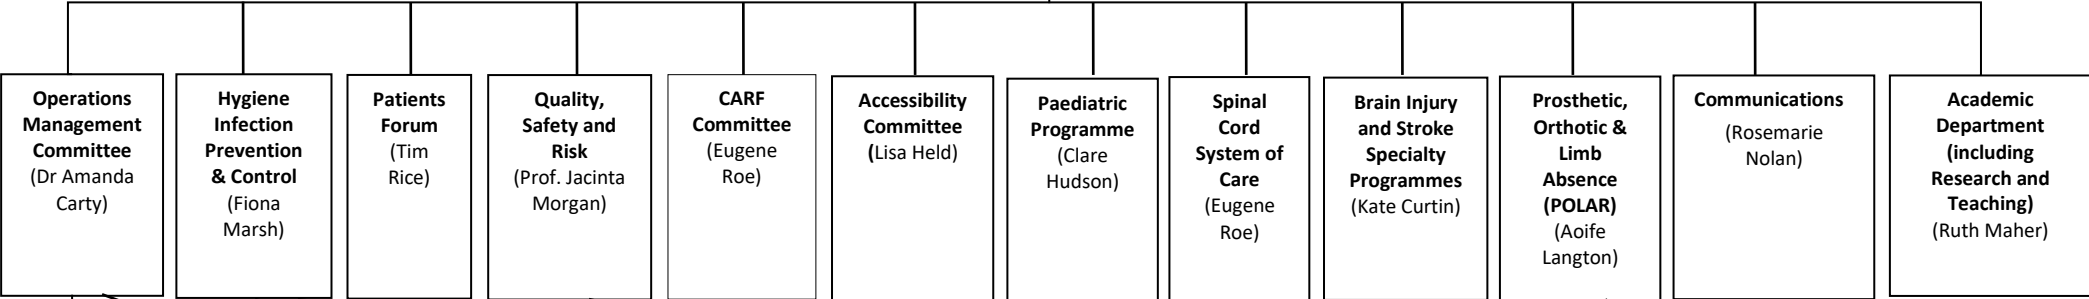 Operations
Management
Committee
(Dr Amanda
Carty)
Hygiene
Infection
Prevention
& Control
(Fiona
Marsh)
Patients
Forum
(Tim
Rice)
Quality,
Safety and
Risk
(Prof. Jacinta
Morgan)
CARF
Committee
(Eugene
Roe)
Accessibility
Committee
(Lisa Held)
Paediatric
Programme
(Clare
Hudson)
Spinal
Cord
System of
Care
(Eugene
Roe)
Brain Injury
and Stroke
Specialty
Programmes
(Kate Curtin)
Prosthetic,
Orthotic &
Limb
Absence
(POLAR)
(Aoife
Langton)
Communications
(Rosemarie
Nolan)
Academic
Department
(including
Research and
Teaching)
(Ruth Maher)